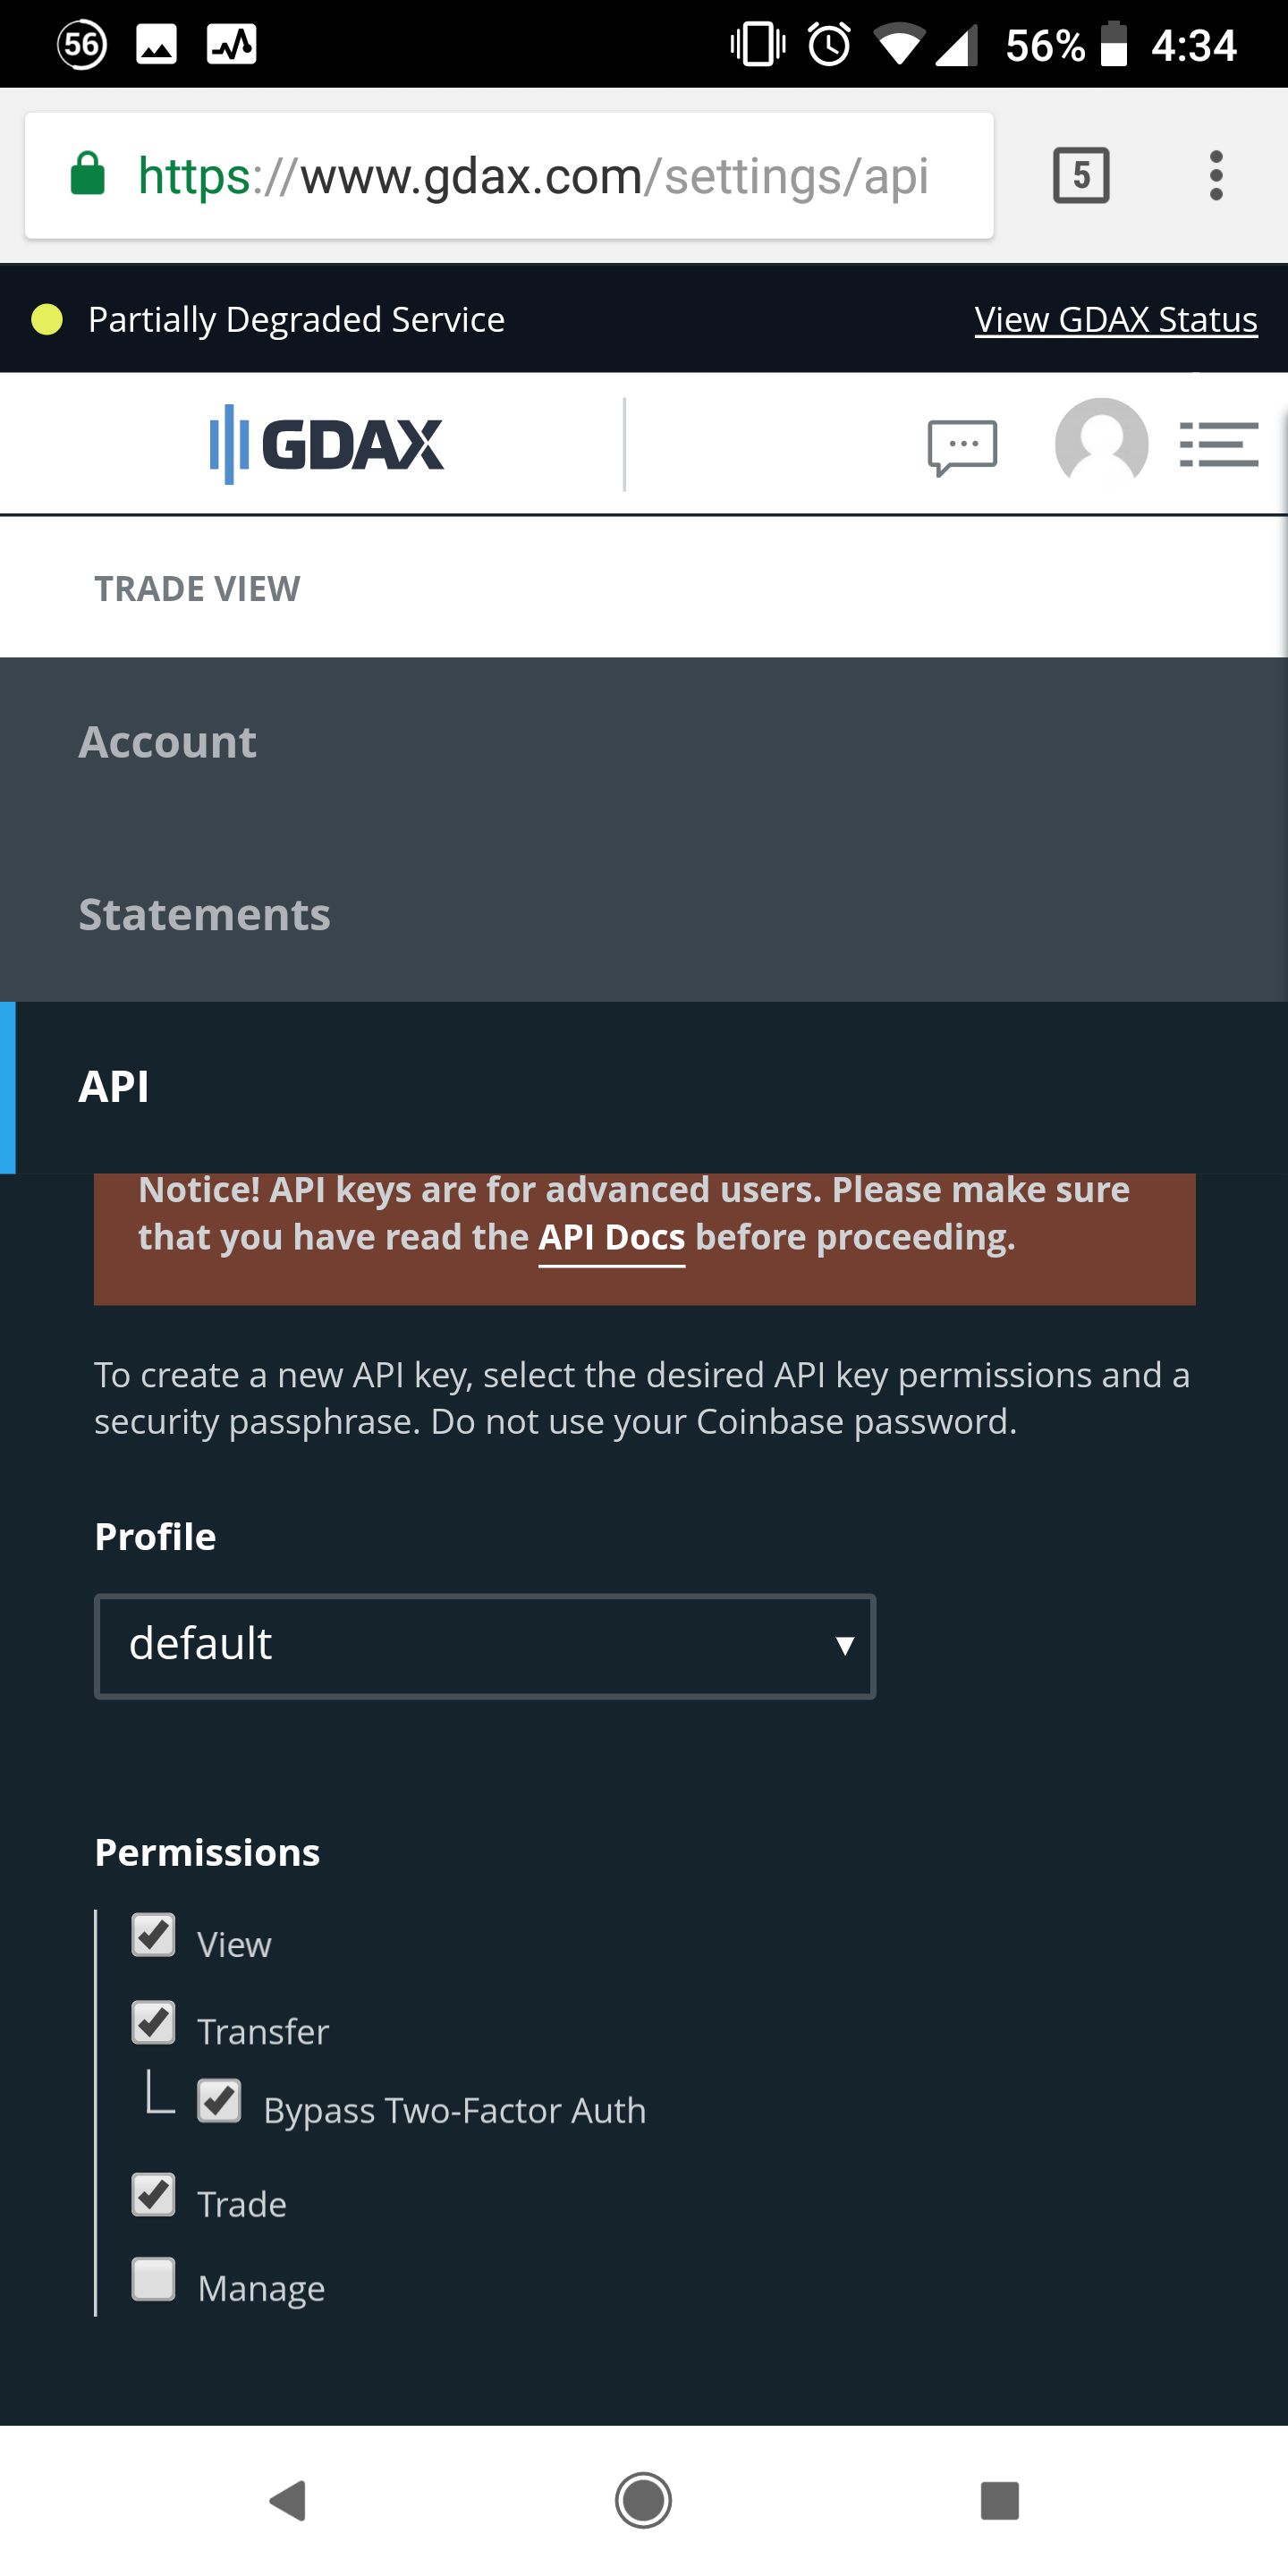 56
56%
4:34
https://www.gdax.com/settings/api
5
Partially Degraded Service
View GDAX Status
GDAX
TRADE VIEW
Account
Statements
API
Notice! API keys are for advanced users. Please make sure
that you have read the API Docs before proceeding.
To create a new API key, select the desired API key permissions and a
security passphrase. Do not use your Coinbase password.
Profile
default
Permissions
View
Transfer
Bypass Two-Factor Auth
Trade
Manage